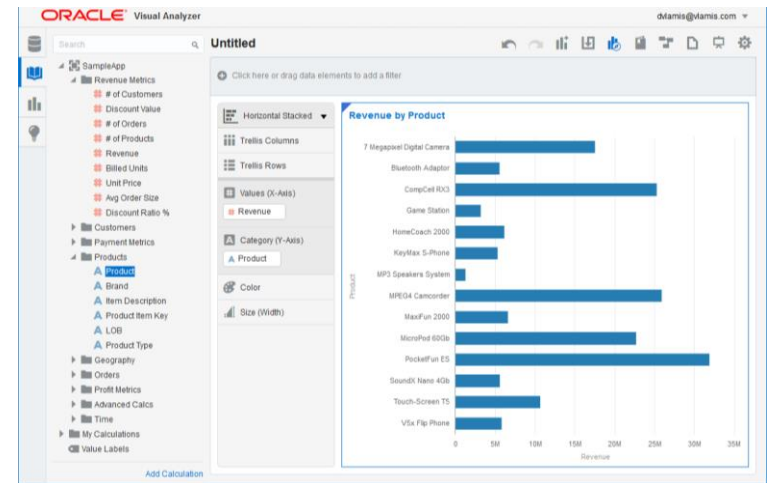 ORACLE Visual Analyzer
dvlamis@vlamis.com
Search
Untitled
SampleApp
Revenue Metrics
# of Customers
Discount Value
# of Orders
# of Products
Revenue
Billed Units
Unit Price
Avg Order Size
Discount Ratio %
Customers
Payment Metrics
Products
Product
Brand
Item Description
Product Item Key
LOB
Product Type
Geography
Orders
Profit Metrics
Advanced Calcs
Time
My Calculations
Value Labels
Add Calculation
Click here or drag data elements to add a filter
Horizontal Stacked
Trellis Columns
Trellis Rows
Values (X-Axis)
Revenue
Category (Y-Axis)
A Product
Color
Size (Width)
Revenue by Product
Product
7 Megapixel Digital Camera
Bluetooth Adaptor
CompCell RX3
Game Station
HomeCoach 2000
KeyMax S-Phone
MP3 Speakers System
MPEG4 Camcorder
MaxiFun 2000
MicroPod 60Gb
PocketFun ES
SoundX Nano 4Gb
Touch-Screen T5
V5x Flip Phone
0 5M 10M 15M 20M 25M 30M 35M
Revenue